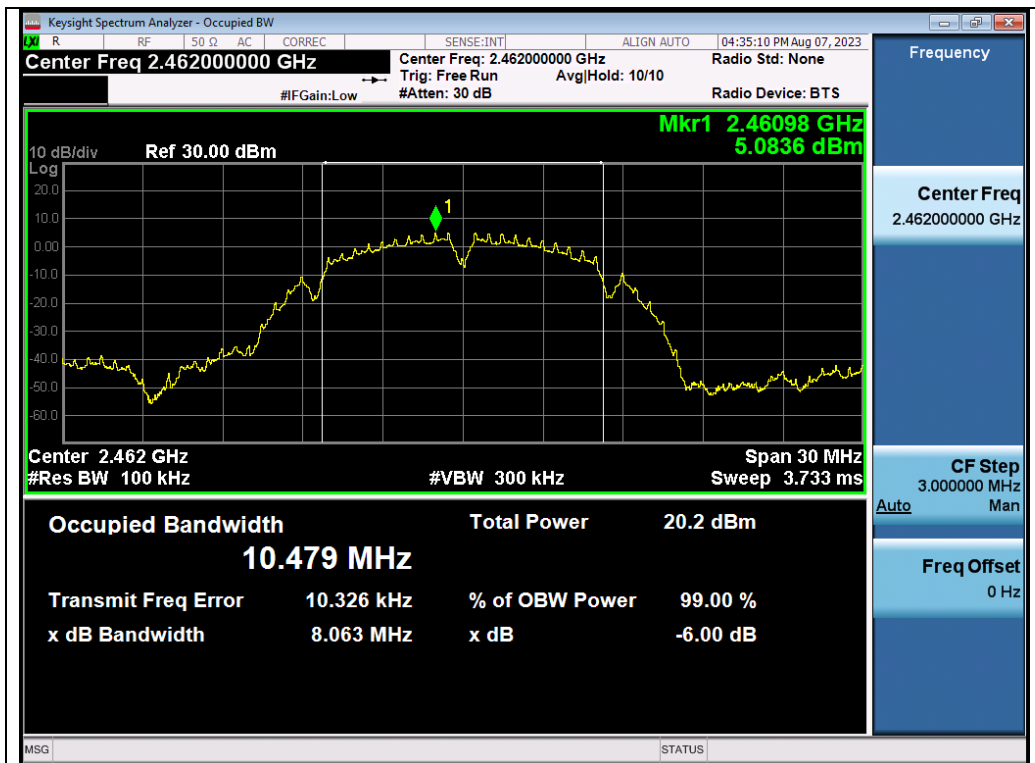 Keysight Spectrum Analyzer - Occupied BW
LXI R RF 50 Ω AC CORREC SENSE:INT ALIGN AUTO 04:35:10 PM Aug 07, 2023
Center Freq 2.462000000 GHz
Center Freq: 2.462000000 GHz
Radio Std: None
Trig: Free Run Avg|Hold: 10/10
#IFGain:Low
#Atten: 30 dB
Radio Device: BTS
Mkr1 2.46098 GHz
5.0836 dBm
10 dB/div Ref 30.00 dBm
Log
20.0
10.0
0.00
-10.0
-20.0
-30.0
-40.0
-50.0
-60.0
1
Center 2.462 GHz
Span 30 MHz
#Res BW 100 kHz
#VBW 300 kHz
Sweep 3.733 ms
Occupied Bandwidth
10.479 MHz
Total Power 20.2 dBm
Transmit Freq Error 10.326 kHz
% of OBW Power 99.00 %
x dB Bandwidth 8.063 MHz
x dB -6.00 dB
Frequency
Center Freq
2.462000000 GHz
CF Step
3.000000 MHz
Auto Man
Freq Offset
0 Hz
MSG
STATUS